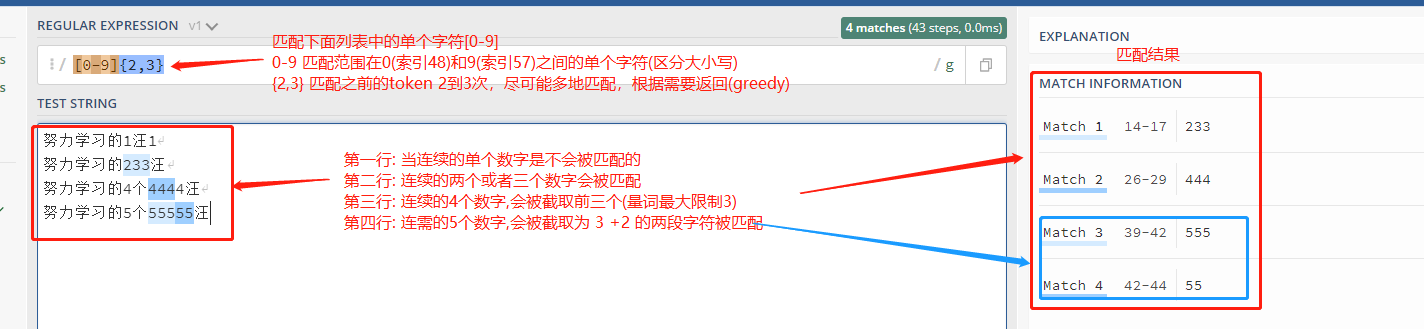 REGULAR EXPRESSION v1
4 matches (43 steps, 0.0ms)
/ [0-9]{2,3} / g
匹配下面列表中的单个字符[0-9]
0-9 匹配范围在0(索引48)和9(索引57)之间的单个字符(区分大小写)
{2,3} 匹配之前的token 2到3次，尽可能多地匹配，根据需要返回(greedy)
TEST STRING
努力学习的1汪1
努力学习的233汪
努力学习的4个4444汪
努力学习的5个55555汪
第一行: 当连续的单个数字是不会被匹配的
第二行: 连续的两个或者三个数字会被匹配
第三行: 连续的4个数字,会被截取前三个(量词最大限制3)
第四行: 连需的5个数字,会被截取为 3 +2 的两段字符被匹配
EXPLANATION
匹配结果
MATCH INFORMATION
Match 1 14-17 233
Match 2 26-29 444
Match 3 39-42 555
Match 4 42-44 55